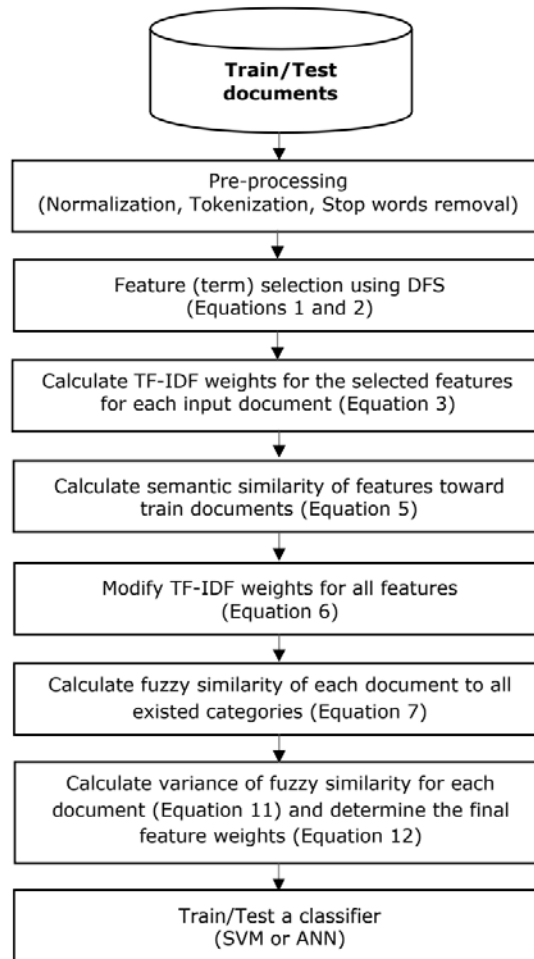 Train/Test
documents
Pre-processing
(Normalization, Tokenization, Stop words removal)
Feature (term) selection using DFS
(Equations 1 and 2)
Calculate TF-IDF weights for the selected features
for each input document (Equation 3)
Calculate semantic similarity of features toward
train documents (Equation 5)
Modify TF-IDF weights for all features
(Equation 6)
Calculate fuzzy similarity of each document to all
existed categories (Equation 7)
Calculate variance of fuzzy similarity for each
document (Equation 11) and determine the final
feature weights (Equation 12)
Train/Test a classifier
(SVM or ANN)